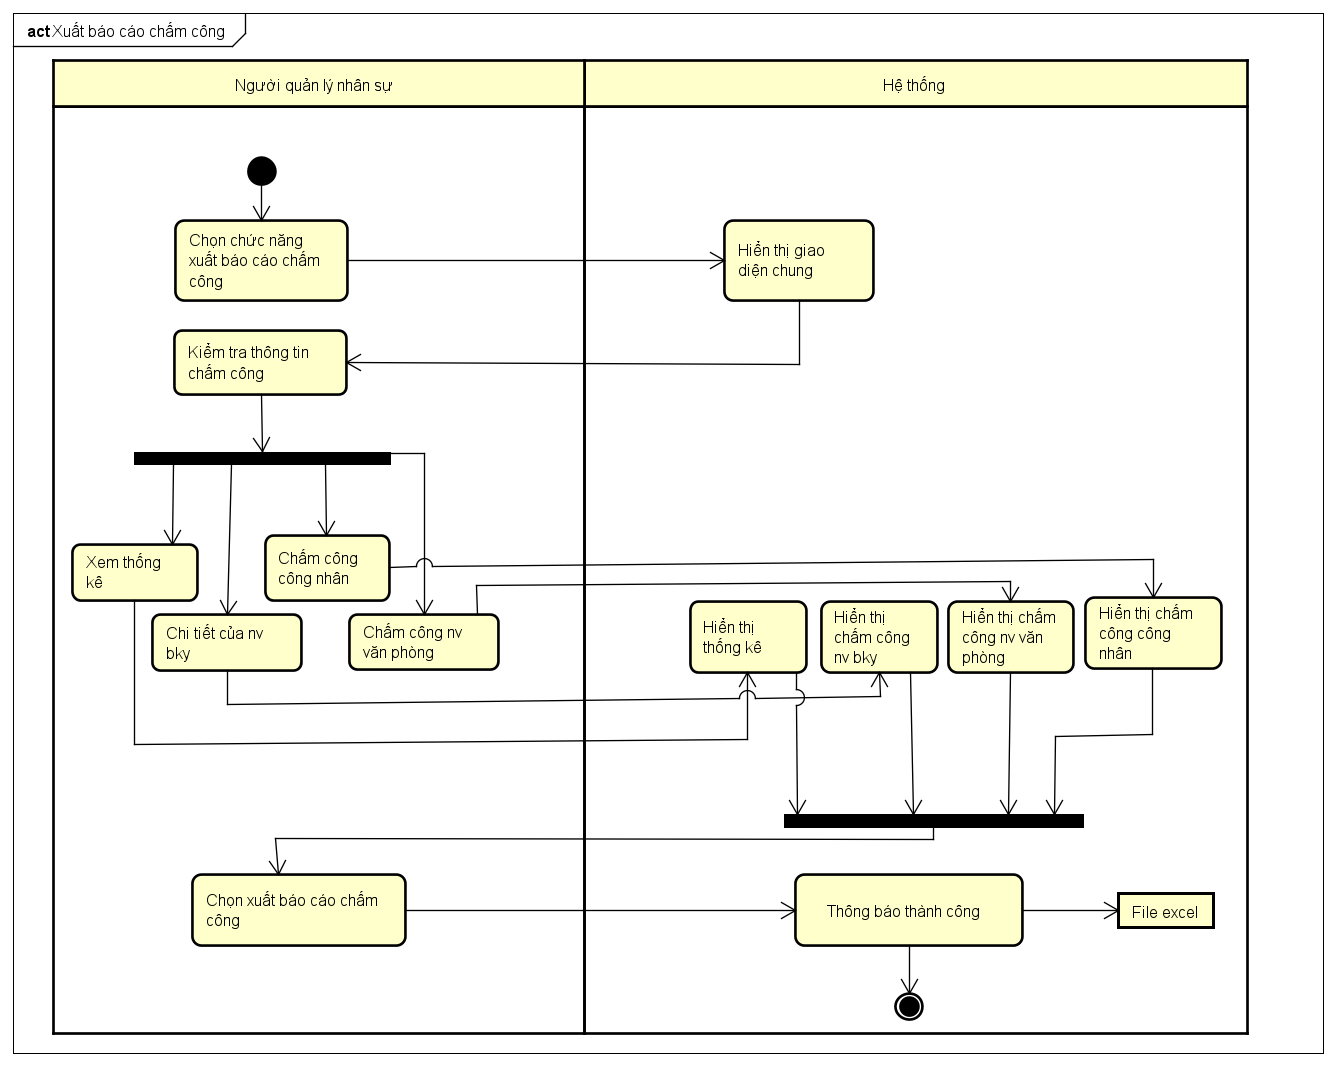 act Xuất báo cáo chấm công
Người quản lý nhân sự
Hệ thống
Chọn chức năng
xuất báo cáo chấm
công
Hiển thị giao
diện chung
Kiểm tra thông tin
chấm công
Xem thống
kê
Chấm công
công nhân
Chi tiết của nv
bky
Chấm công nv
văn phòng
Hiển thị
thống kê
Hiển thị
chấm công
nv bky
Hiển thị chấm
công nv văn
phòng
Hiển thị chấm
công công
nhân
Chọn xuất báo cáo chấm
công
Thông báo thành công
File excel